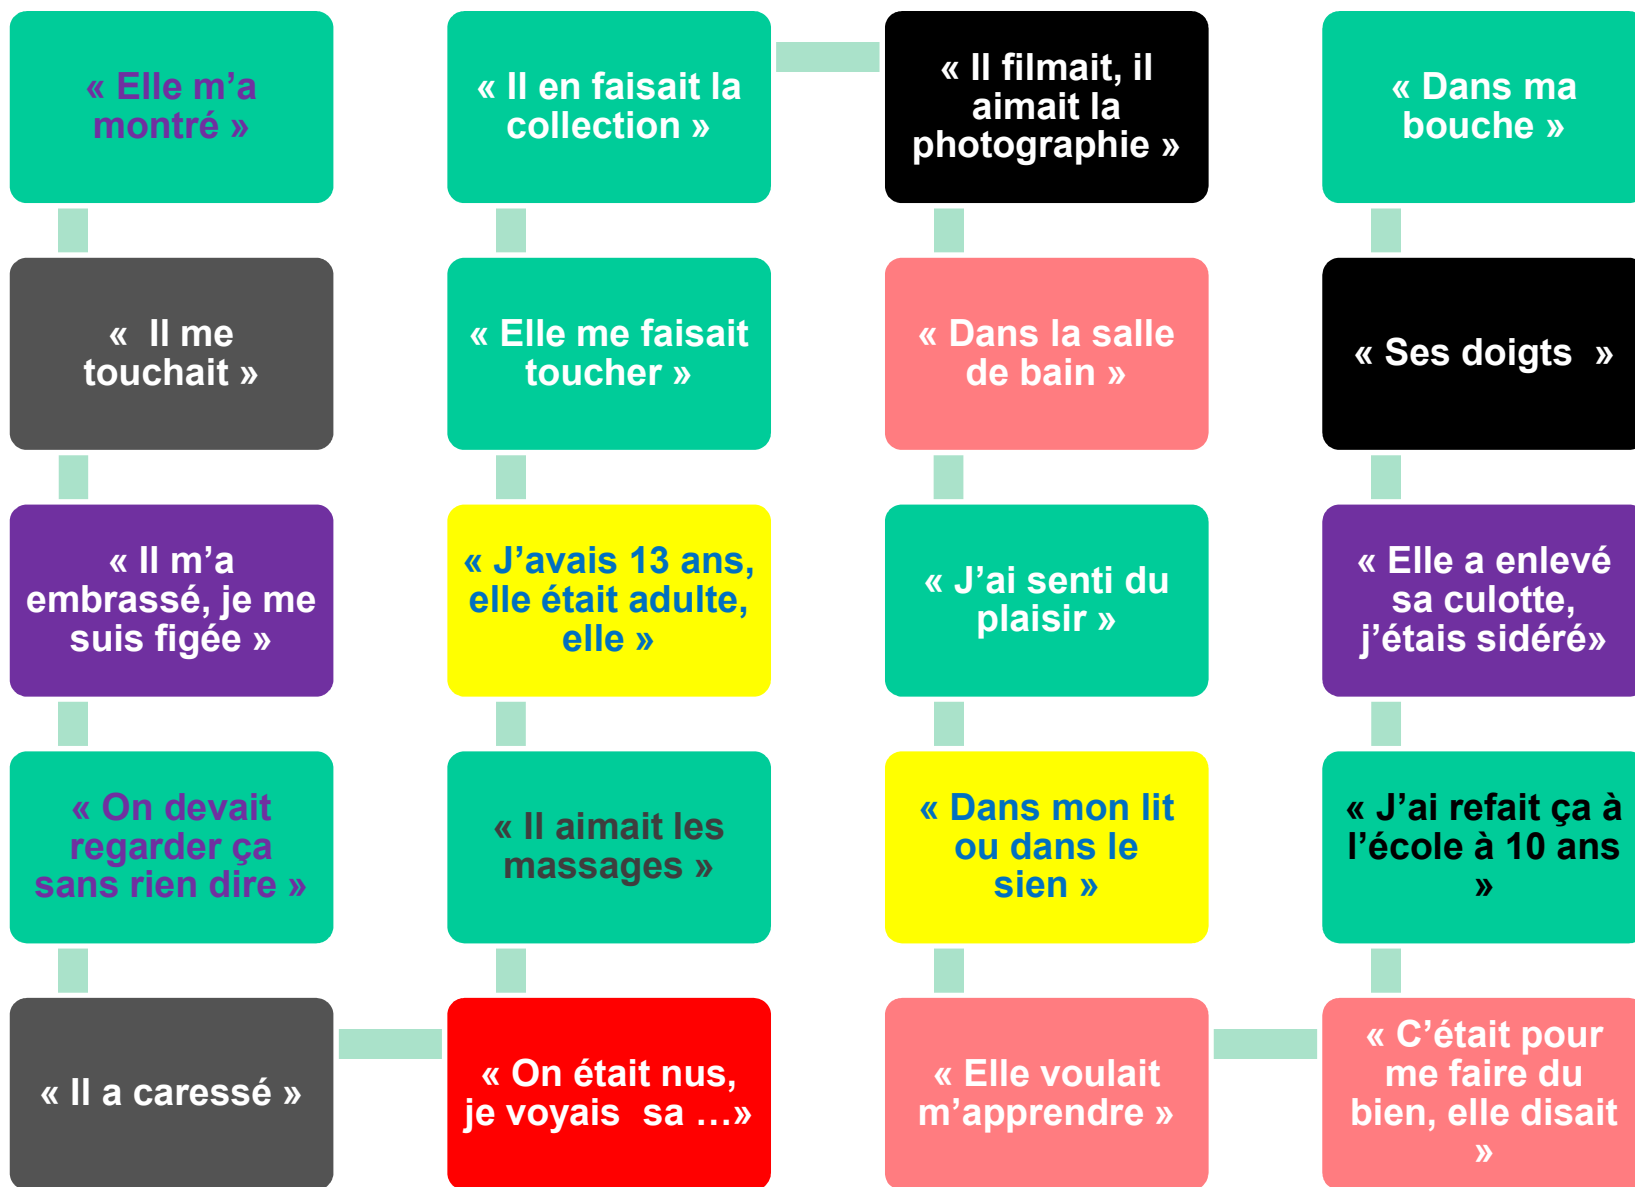 « Elle m’a
montré »
«  Il me
touchait »
« Il m’a
embrassé, je me
suis figée »
« On devait
regarder ça
sans rien dire »
« Il a caressé »
« On était nus,
je voyais  sa …»
« Il aimait les
massages »
« J’avais 13 ans,
elle était adulte,
elle »
« Elle me faisait
toucher »
« Il en faisait la
collection »
« Il filmait, il
aimait la
photographie »
« Dans la salle
de bain »
« J’ai senti du
plaisir »
« Dans mon lit
ou dans le
sien »
« Elle voulait
m’apprendre »
« C’était pour
me faire du
bien, elle disait
»
« J’ai refait ça à
l’école à 10 ans
»
« Elle a enlevé
sa culotte,
j’étais sidéré»
« Ses doigts  »
« Dans ma
bouche »